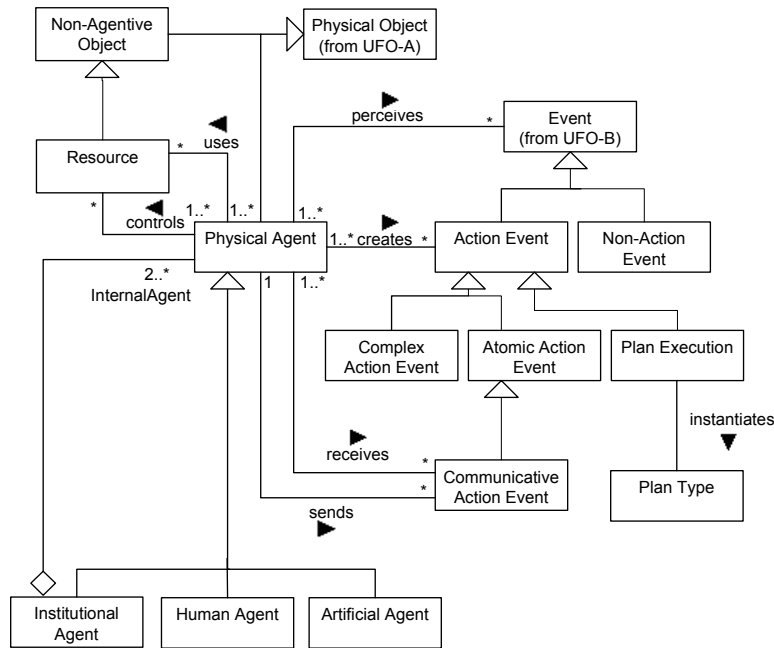 Non-Agentive
Object
Physical Object
(from UFO-A)
perceives
*
Event
(from UFO-B)
uses
*
Resource
*
controls
1..*
1..*
1..*
1..*
creates
*
Physical Agent
Action Event
Non-Action
Event
2..*
InternalAgent
1
1..*
Complex
Action Event
Atomic Action
Event
Plan Execution
instantiates
receives
*
Communicative
Action Event
*
sends
Plan Type
Institutional
Agent
Human Agent
Artificial Agent